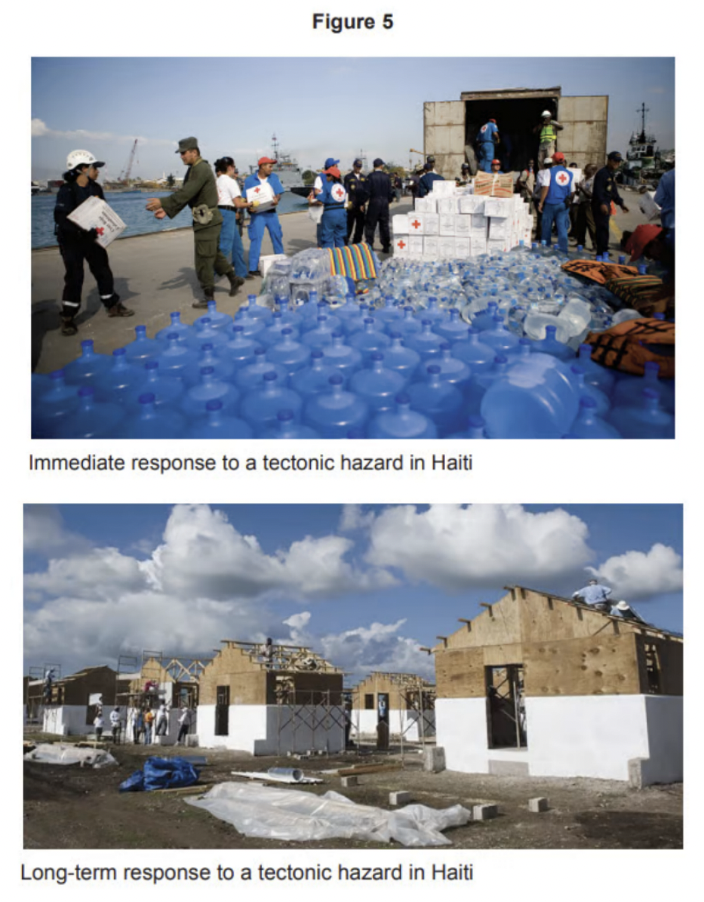 Figure 5
Immediate response to a tectonic hazard in Haiti
Long-term response to a tectonic hazard in Haiti